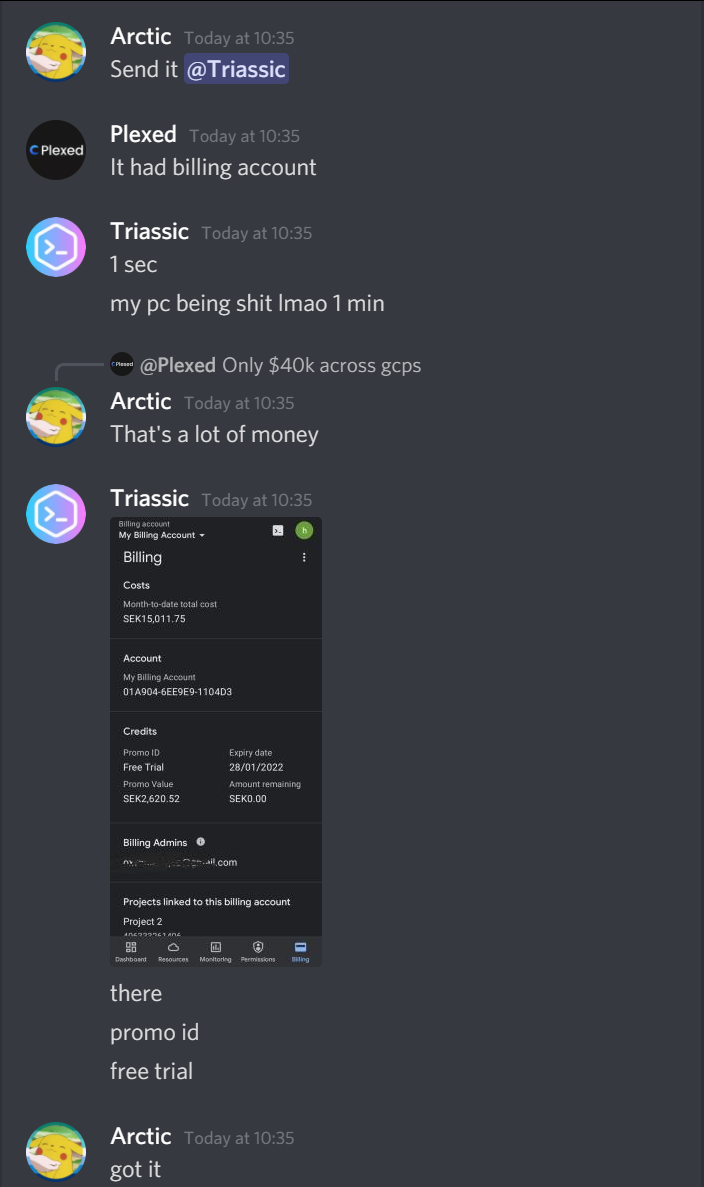 Arctic Today at 10:35
Send it @Triassic
C Plexed
Plexed Today at 10:35
It had billing account
Triassic Today at 10:35
1 sec
my pc being shit lmao 1 min
@Plexed Only $40k across gcps
Arctic Today at 10:35
That's a lot of money
Triassic Today at 10:35
Billing account
My Billing Account
h
Billing
Costs
Month-to-date total cost
SEK15,011.75
Account
My Billing Account
01A904-6EE9E9-1104D3
Credits
Promo ID Expiry date
Free Trial 28/01/2022
Promo Value Amount remaining
SEK2,620.52 SEK0.00
Billing Admins
Projects linked to this billing account
Project 2
Dashboard Resources Monitoring Permissions Billing
there
promo id
free trial
Arctic Today at 10:35
got it